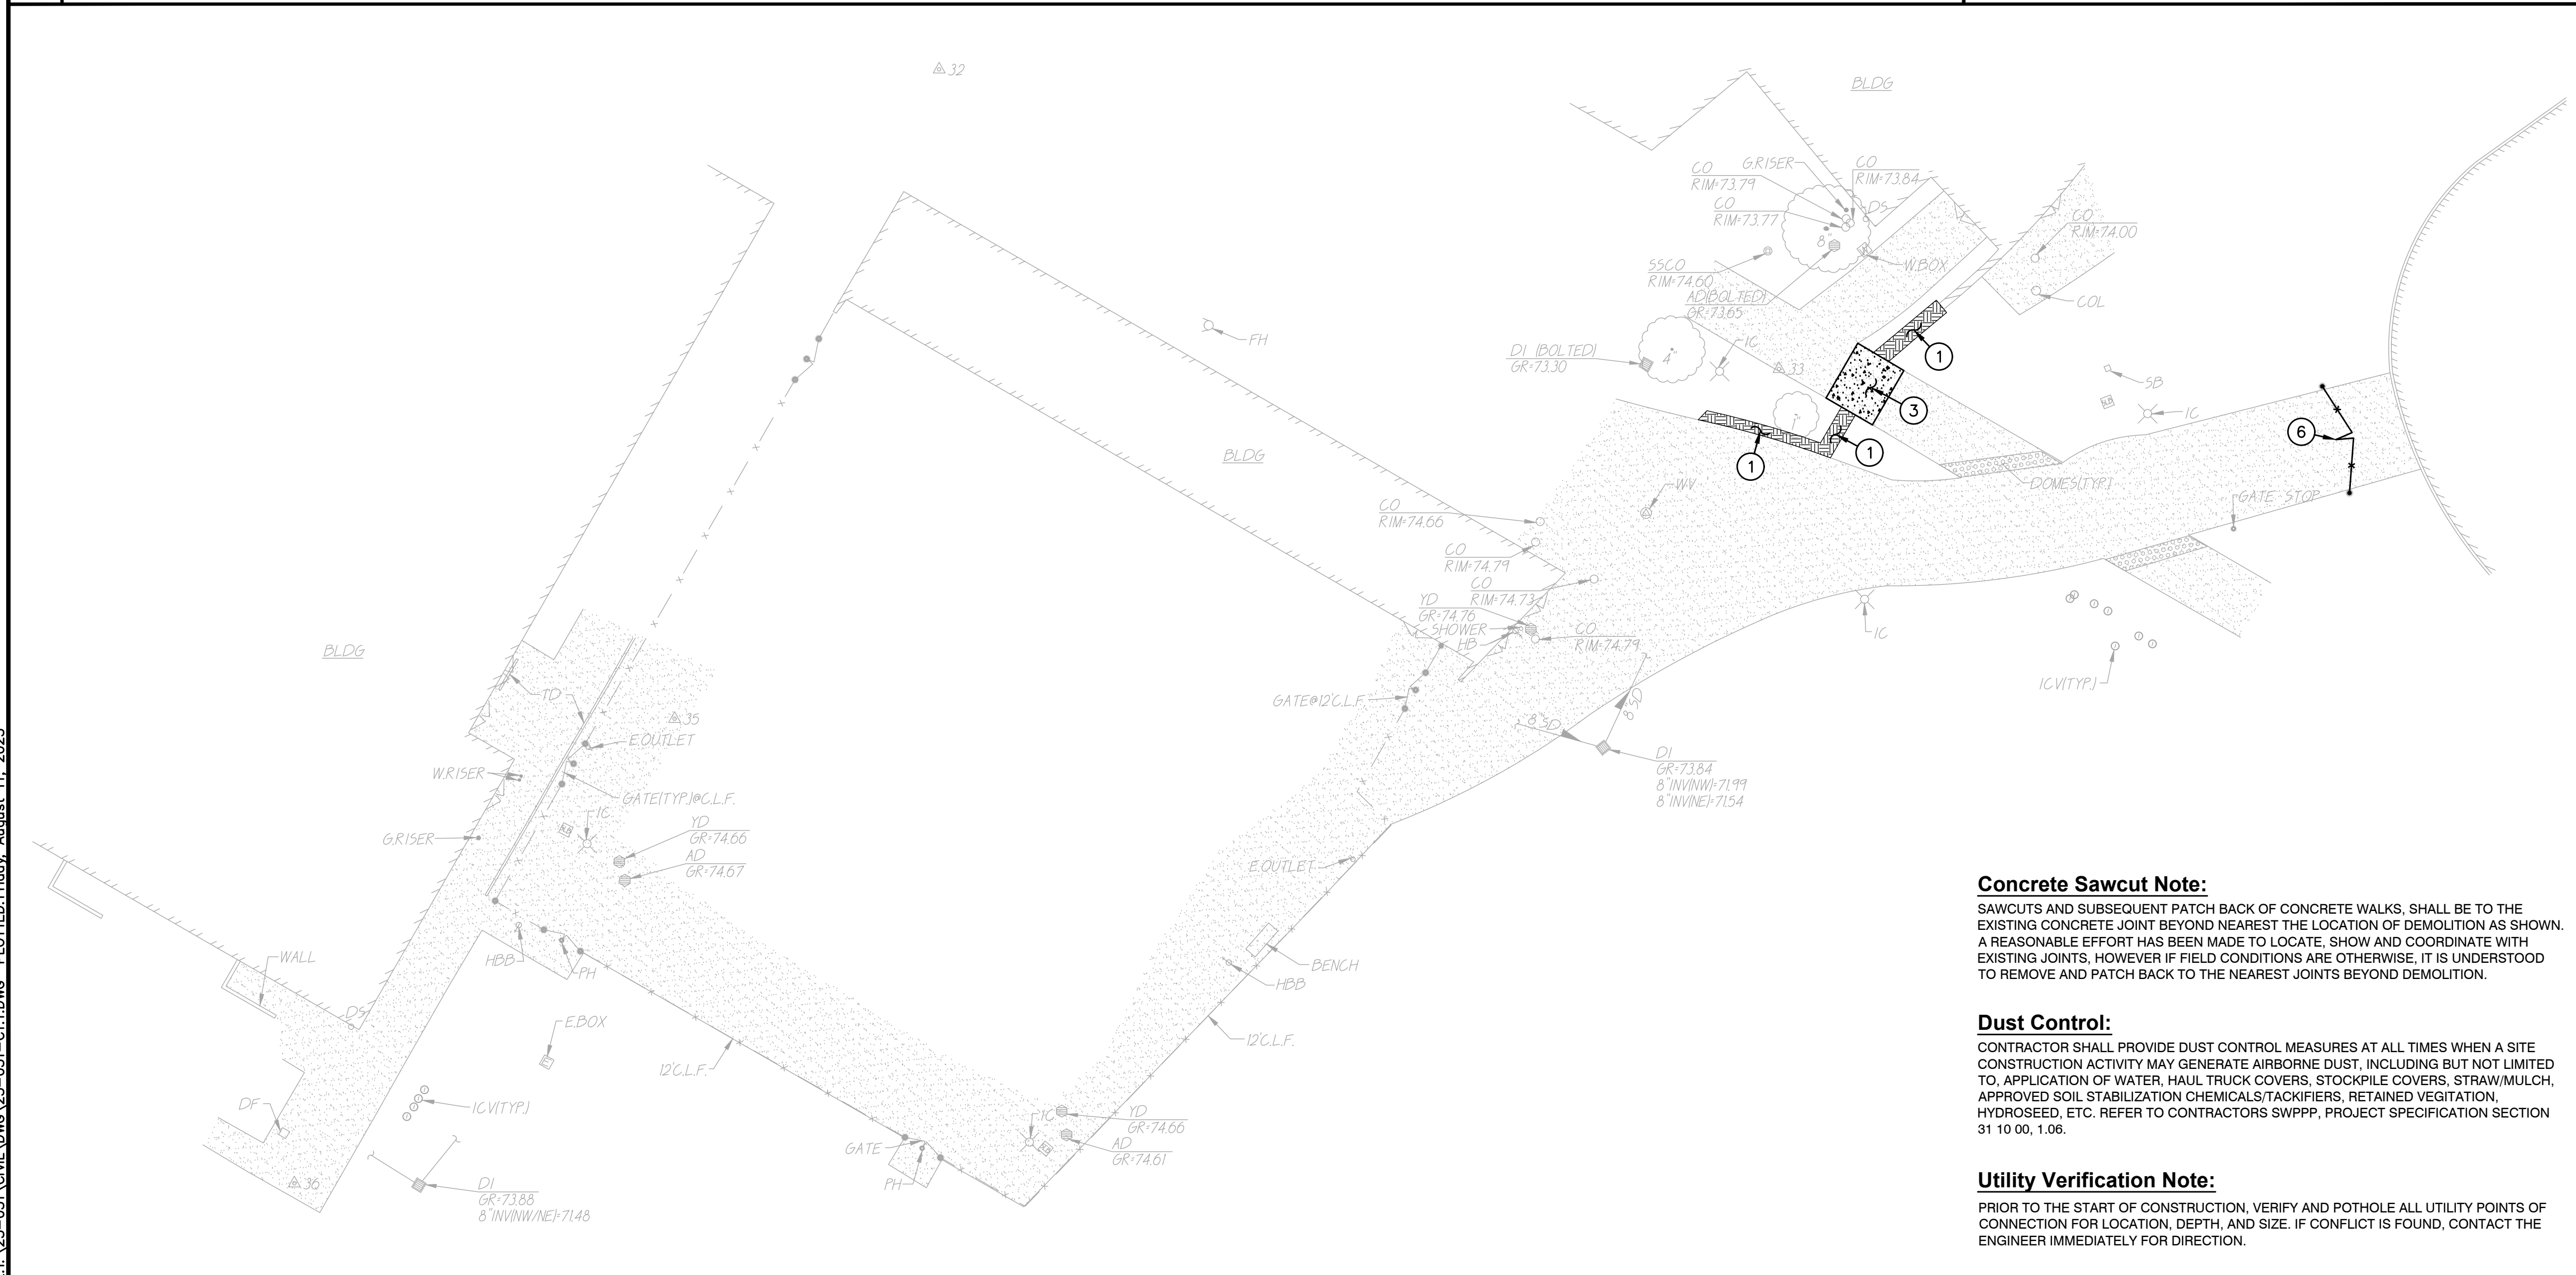 32
BLDG
CO
RIM=73.79
G.RISER
CO
RIM=73.84
CO
RIM=73.77
DS
8"
CO
RIM=74.00
SSCO
RIM=74.60
W.BOX
AD(BOLTED)
GR=73.65
COL
FH
DI (BOLTED)
GR=73.30
4"
IC
33
1
3
SB
IC
6
1
1
BLDG
WV
DOMES(TYP.)
GATE STOP
CO
RIM=74.66
CO
RIM=74.79
CO
RIM=74.73
YD
GR=74.76
SHOWER
HB
CO
RIM=74.79
IC
BLDG
ICV(TYP.)
TD
GATE@12'C.L.F.
35
E.OUTLET
8"SD
8"SD
DI
GR=73.84
8"INV(NW)=71.99
8"INV(NE)=71.54
W.RISER
GATE(TYP.)@C.L.F.
IC
YD
GR=74.66
G.RISER
AD
GR=74.67
E.OUTLET
WALL
HBB
PH
BENCH
HBB
DS
E.BOX
12'C.L.F.
12'C.L.F.
DF
ICV(TYP.)
IC
YD
GR=74.66
GATE
AD
GR=74.61
PH
36
DI
GR=73.88
8"INV(NW/NE)=71.48
Concrete Sawcut Note:
SAWCUTS AND SUBSEQUENT PATCH BACK OF CONCRETE WALKS, SHALL BE TO THE
EXISTING CONCRETE JOINT BEYOND NEAREST THE LOCATION OF DEMOLITION AS SHOWN.
A REASONABLE EFFORT HAS BEEN MADE TO LOCATE, SHOW AND COORDINATE WITH
EXISTING JOINTS, HOWEVER IF FIELD CONDITIONS ARE OTHERWISE, IT IS UNDERSTOOD
TO REMOVE AND PATCH BACK TO THE NEAREST JOINTS BEYOND DEMOLITION.
Dust Control:
CONTRACTOR SHALL PROVIDE DUST CONTROL MEASURES AT ALL TIMES WHEN A SITE
CONSTRUCTION ACTIVITY MAY GENERATE AIRBORNE DUST, INCLUDING BUT NOT LIMITED
TO, APPLICATION OF WATER, HAUL TRUCK COVERS, STOCKPILE COVERS, STRAW/MULCH,
APPROVED SOIL STABILIZATION CHEMICALS/TACKIFIERS, RETAINED VEGITATION,
HYDROSEED, ETC. REFER TO CONTRACTORS SWPPP, PROJECT SPECIFICATION SECTION
31 10 00, 1.06.
Utility Verification Note:
PRIOR TO THE START OF CONSTRUCTION, VERIFY AND POTHOLE ALL UTILITY POINTS OF
CONNECTION FOR LOCATION, DEPTH, AND SIZE. IF CONFLICT IS FOUND, CONTACT THE
ENGINEER IMMEDIATELY FOR DIRECTION.